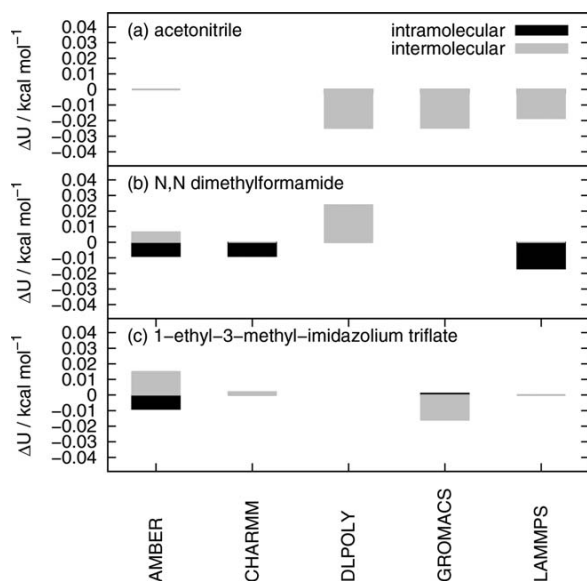 (a) acetonitrile
intramolecular
intermolecular
0.04
0.03
0.02
0.01
0
−0.01
−0.02
−0.03
−0.04
ΔU / kcal mol⁻¹
(b) N,N dimethylformamide
0.04
0.03
0.02
0.01
0
−0.01
−0.02
−0.03
−0.04
ΔU / kcal mol⁻¹
(c) 1−ethyl−3−methyl−imidazolium triflate
0.04
0.03
0.02
0.01
0
−0.01
−0.02
−0.03
−0.04
ΔU / kcal mol⁻¹
AMBER
CHARMM
DLPOLY
GROMACS
LAMMPS